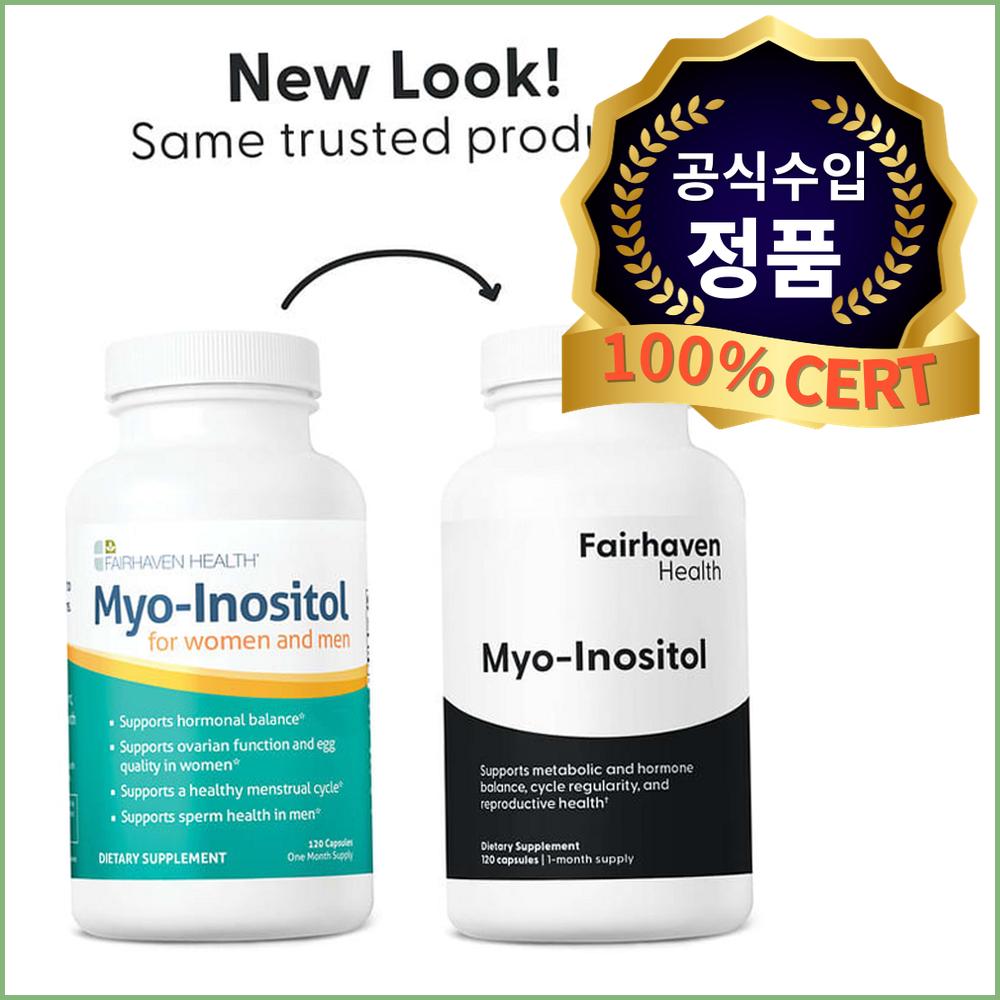 New Look!
Same trusted
공식수입
정품
100% CERT
FAIRHAVEN HEALTH
Myo-Inositol
for women and men
• Supports hormonal balance*
• Supports ovarian function and egg
quality in women*
• Supports a healthy menstrual cycle*
• Supports sperm health in men*
120 Capsules
One Month Supply
DIETARY SUPPLEMENT
Fairhaven
Health
Myo-Inositol
Supports metabolic and hormone
balance, cycle regularity, and
reproductive health†
Dietary Supplement
120 capsules | 1-month supply